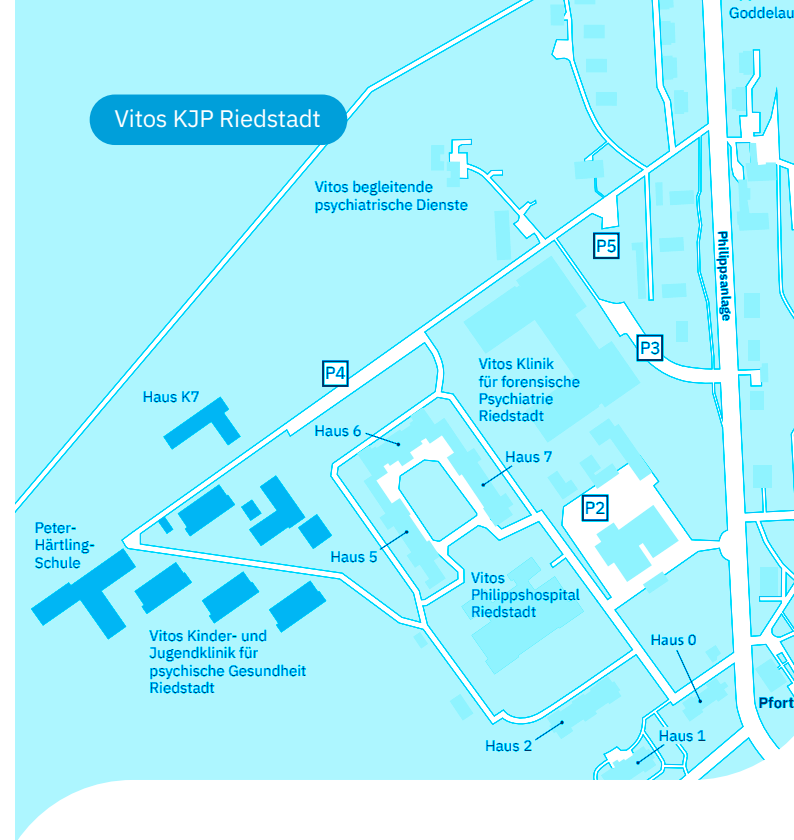 Goddelau
Vitos KJP Riedstadt
Vitos begleitende
psychiatrische Dienste
P5
Philippsanlage
P3
P4
Vitos Klinik
für forensische
Psychiatrie
Riedstadt
Haus K7
Haus 6
Haus 7
P2
Peter-
Härtling-
Schule
Haus 5
Vitos
Philippshospital
Riedstadt
Vitos Kinder- und
Jugendklinik für
psychische Gesundheit
Riedstadt
Haus 0
Pfort
Haus 1
Haus 2